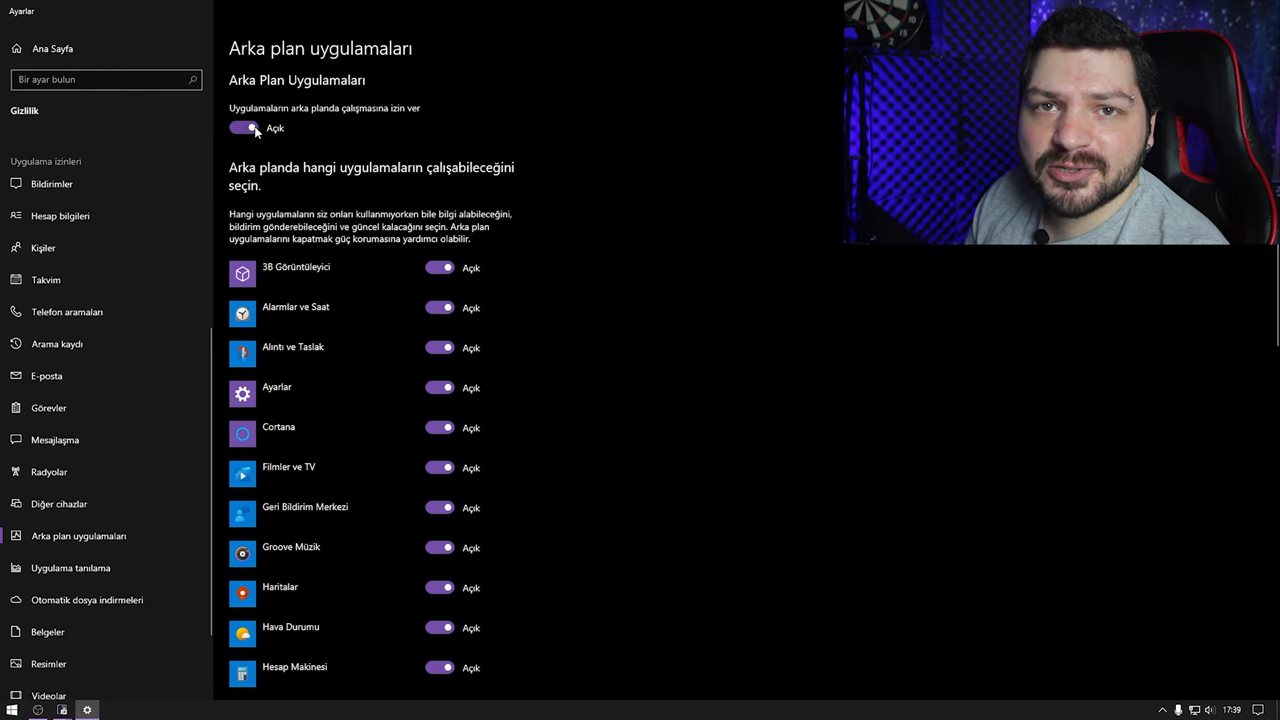 Ayarlar
Ana Sayfa
Bir ayar bulun
Gizlilik
Uygulama izinleri
Bildirimler
Hesap bilgileri
Kişiler
Takvim
Telefon aramaları
Arama kaydı
E-posta
Görevler
Mesajlaşma
Radyolar
Diğer cihazlar
Arka plan uygulamaları
Uygulama tanılama
Otomatik dosya indirmeleri
Belgeler
Resimler
Videolar
Arka plan uygulamaları
Arka Plan Uygulamaları
Uygulamaların arka planda çalışmasına izin ver
Açık
Arka planda hangi uygulamaların çalışabileceğini
seçin.
Hangi uygulamaların siz onları kullanmıyorken bile bilgi alabileceğini,
bildirim gönderebileceğini ve güncel kalacağını seçin. Arka plan
uygulamalarını kapatmak güç korumasına yardımcı olabilir.
3B Görüntüleyici Açık
Alarmlar ve Saat Açık
Alıntı ve Taslak Açık
Ayarlar Açık
Cortana Açık
Filmler ve TV Açık
Geri Bildirim Merkezi Açık
Groove Müzik Açık
Haritalar Açık
Hava Durumu Açık
Hesap Makinesi Açık
17:39